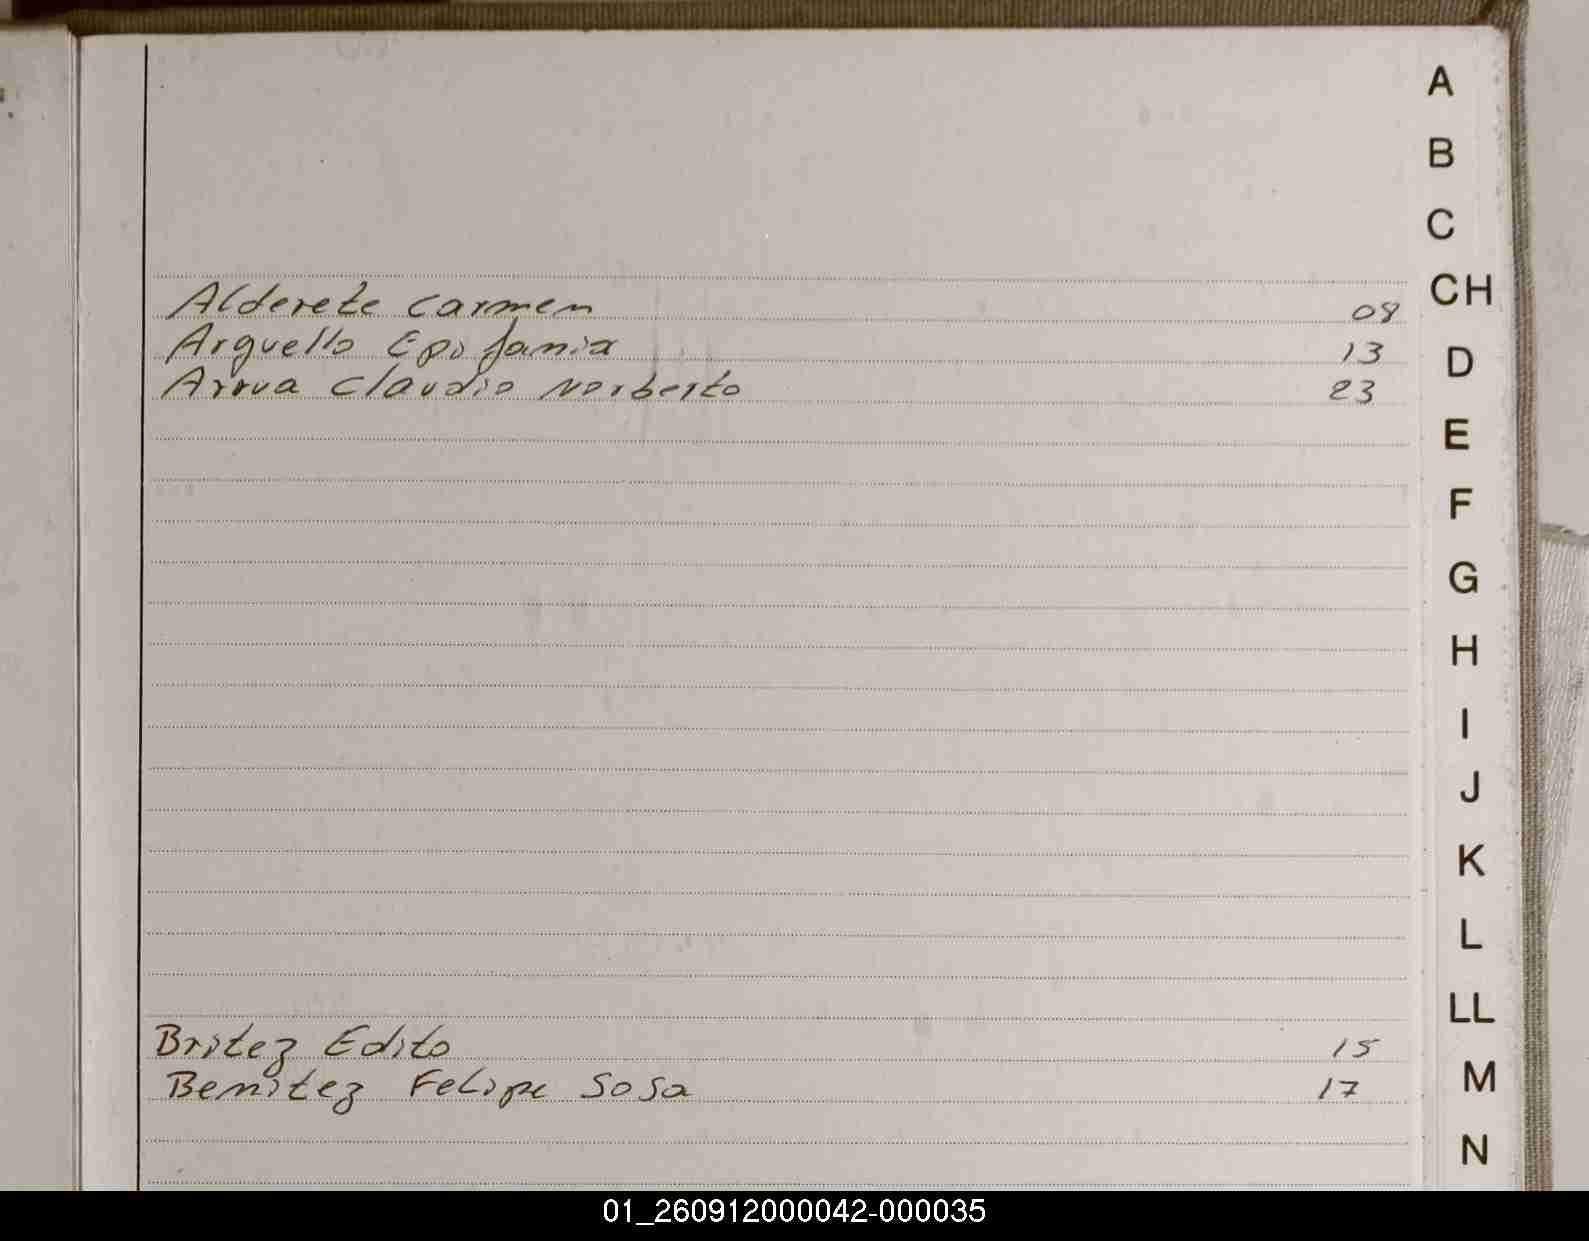 A
B
C
CH
Alderete Carmen 08
Arguello Epifania 13
D
Arrua Claudio Norberto 23
E
F
G
H
I
J
K
L
LL
Britez Edito 15
Benitez Felipe Sosa 17
M
N
01_260912000042-000035